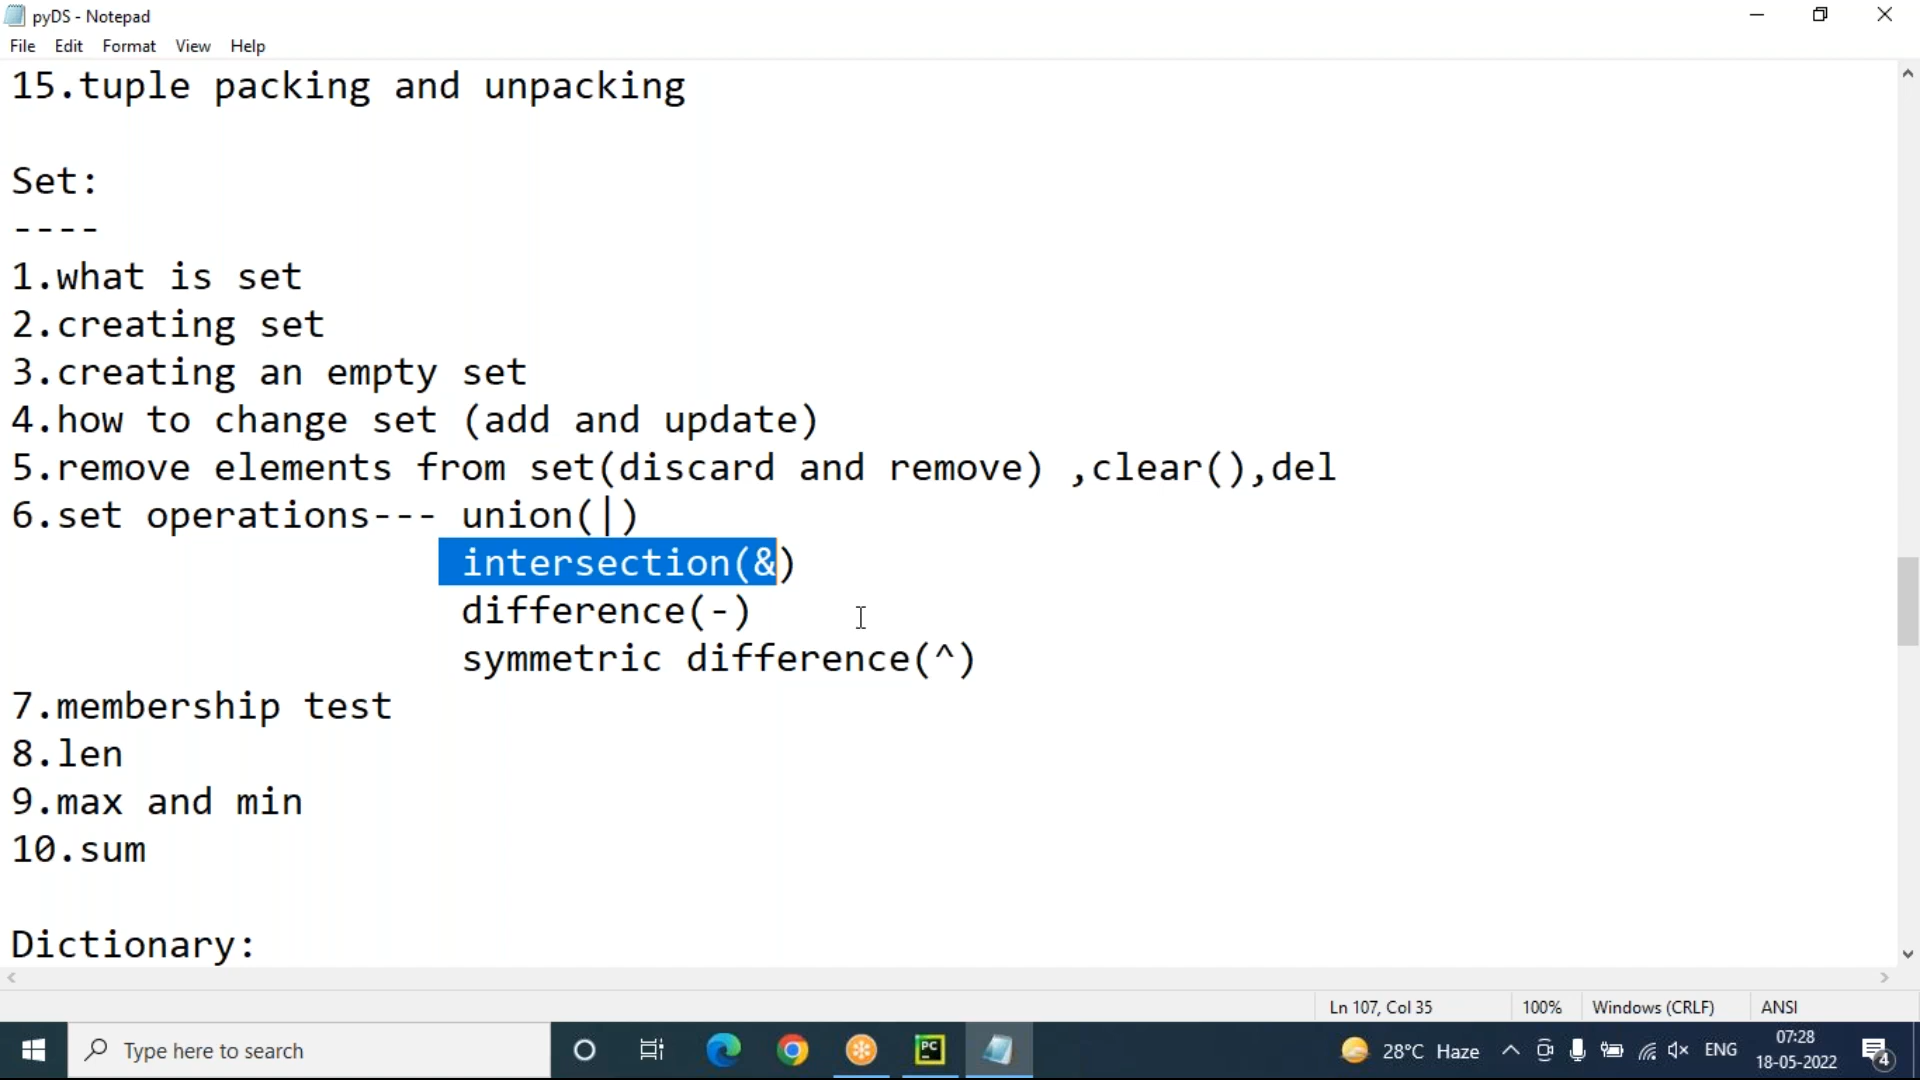 pyDS - Notepad
File Edit Format View Help
15.tuple packing and unpacking
Set:
----
1.what is set
2.creating set
3.creating an empty set
4.how to change set (add and update)
5.remove elements from set(discard and remove) ,clear(),del
6.set operations--- union(|)
intersection(&)
difference(-)
symmetric difference(^)
7.membership test
8.len
9.max and min
10.sum
Dictionary:
Ln 107, Col 35 100% Windows (CRLF) ANSI
Type here to search
PC
28°C Haze
ENG
07:28
18-05-2022
4